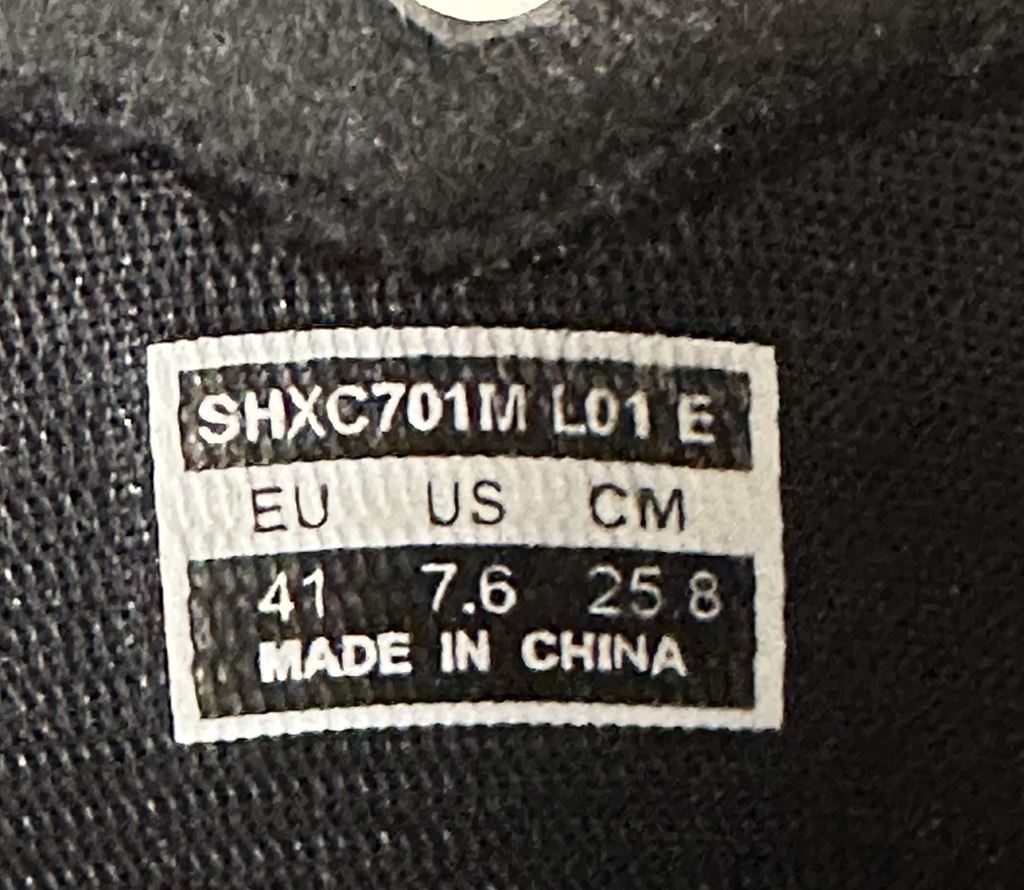 SHXC701M L01 E
EU US CM
41 7.6 25.8
MADE IN CHINA